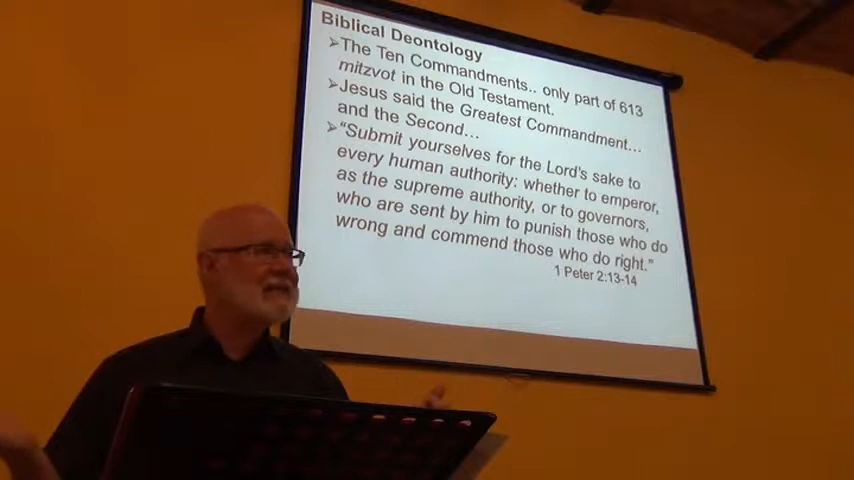 Biblical Deontology
➢The Ten Commandments.. only part of 613
mitzvot in the Old Testament.
➢Jesus said the Greatest Commandment...
and the Second...
➢"Submit yourselves for the Lord's sake to
every human authority: whether to emperor,
as the supreme authority, or to governors,
who are sent by him to punish those who do
wrong and commend those who do right."
1 Peter 2:13-14